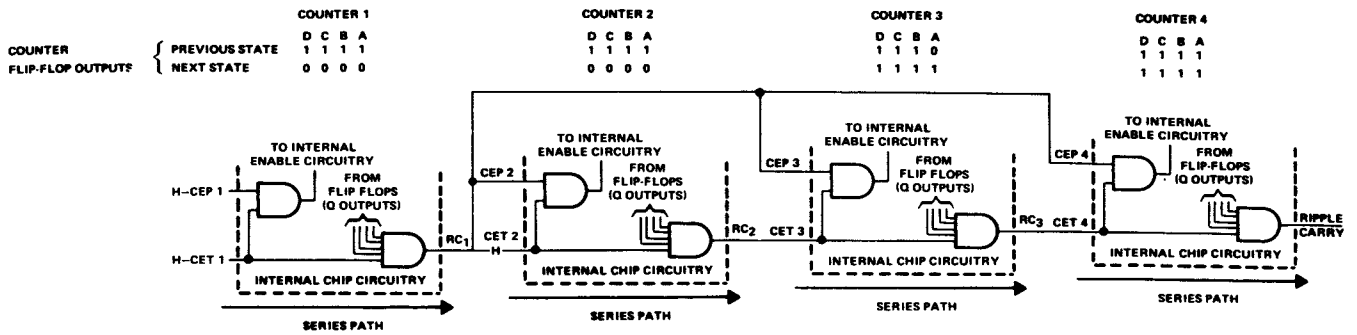 COUNTER 1
COUNTER 2
COUNTER 3
COUNTER 4
COUNTER
FLIP-FLOP OUTPUTS
PREVIOUS STATE
NEXT STATE
D C B A
1 1 1 1
0 0 0 0
D C B A
1 1 1 1
0 0 0 0
D C B A
1 1 1 0
1 1 1 1
D C B A
1 1 1 1
1 1 1 1
TO INTERNAL
ENABLE CIRCUITRY
FROM
FLIP FLOPS
(Q OUTPUTS)
H–CEP 1
H–CET 1
INTERNAL CHIP CIRCUITRY
SERIES PATH
RC1
CEP 2
CET 2
H
TO INTERNAL
ENABLE CIRCUITRY
FROM
FLIP-FLOPS
(Q OUTPUTS)
INTERNAL CHIP CIRCUITRY
SERIES PATH
RC2
CEP 3
CET 3
TO INTERNAL
ENABLE CIRCUITRY
FROM
FLIP-FLOPS
(Q OUTPUTS)
INTERNAL CHIP CIRCUITRY
SERIES PATH
RC3
CEP 4
CET 4
TO INTERNAL
ENABLE CIRCUITRY
FROM
FLIP-FLOPS
(Q OUTPUTS)
INTERNAL CHIP CIRCUITRY
SERIES PATH
RIPPLE
CARRY